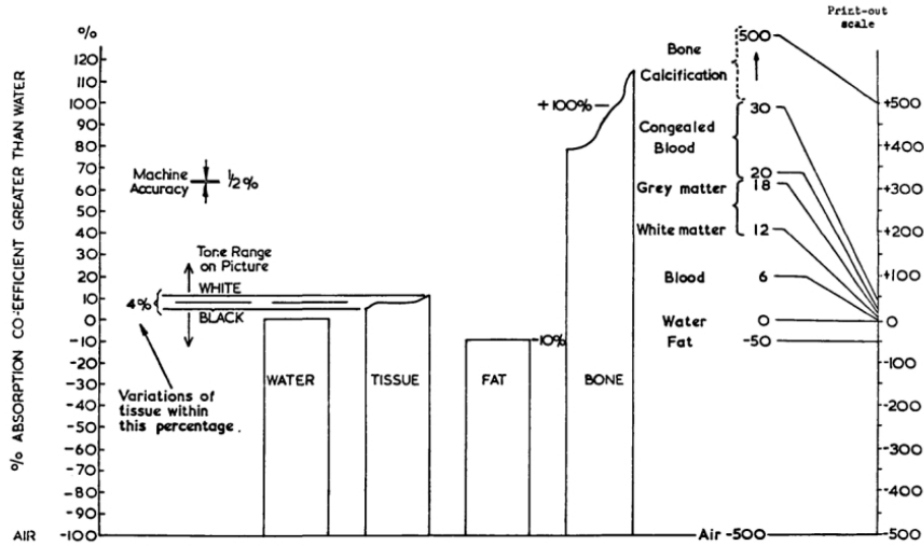 Print-out
scale
%
120
110
100
90
80
70
60
50
40
30
20
10
0
-10
-20
-30
-40
-50
-60
-70
-80
-90
-100
% ABSORPTION CO-EFFICIENT GREATER THAN WATER
AIR
Machine
Accuracy
1/2%
Tone Range
on Picture
WHITE
4%
BLACK
Variations of
tissue within
this percentage.
WATER
TISSUE
FAT
-10%
BONE
+100%
Bone
Calcification
500
Congealed
Blood
30
20
Grey matter
18
White matter
12
Blood
6
Water
0
Fat
-50
Air -500
+500
+400
+300
+200
+100
0
-100
-200
-300
-400
-500